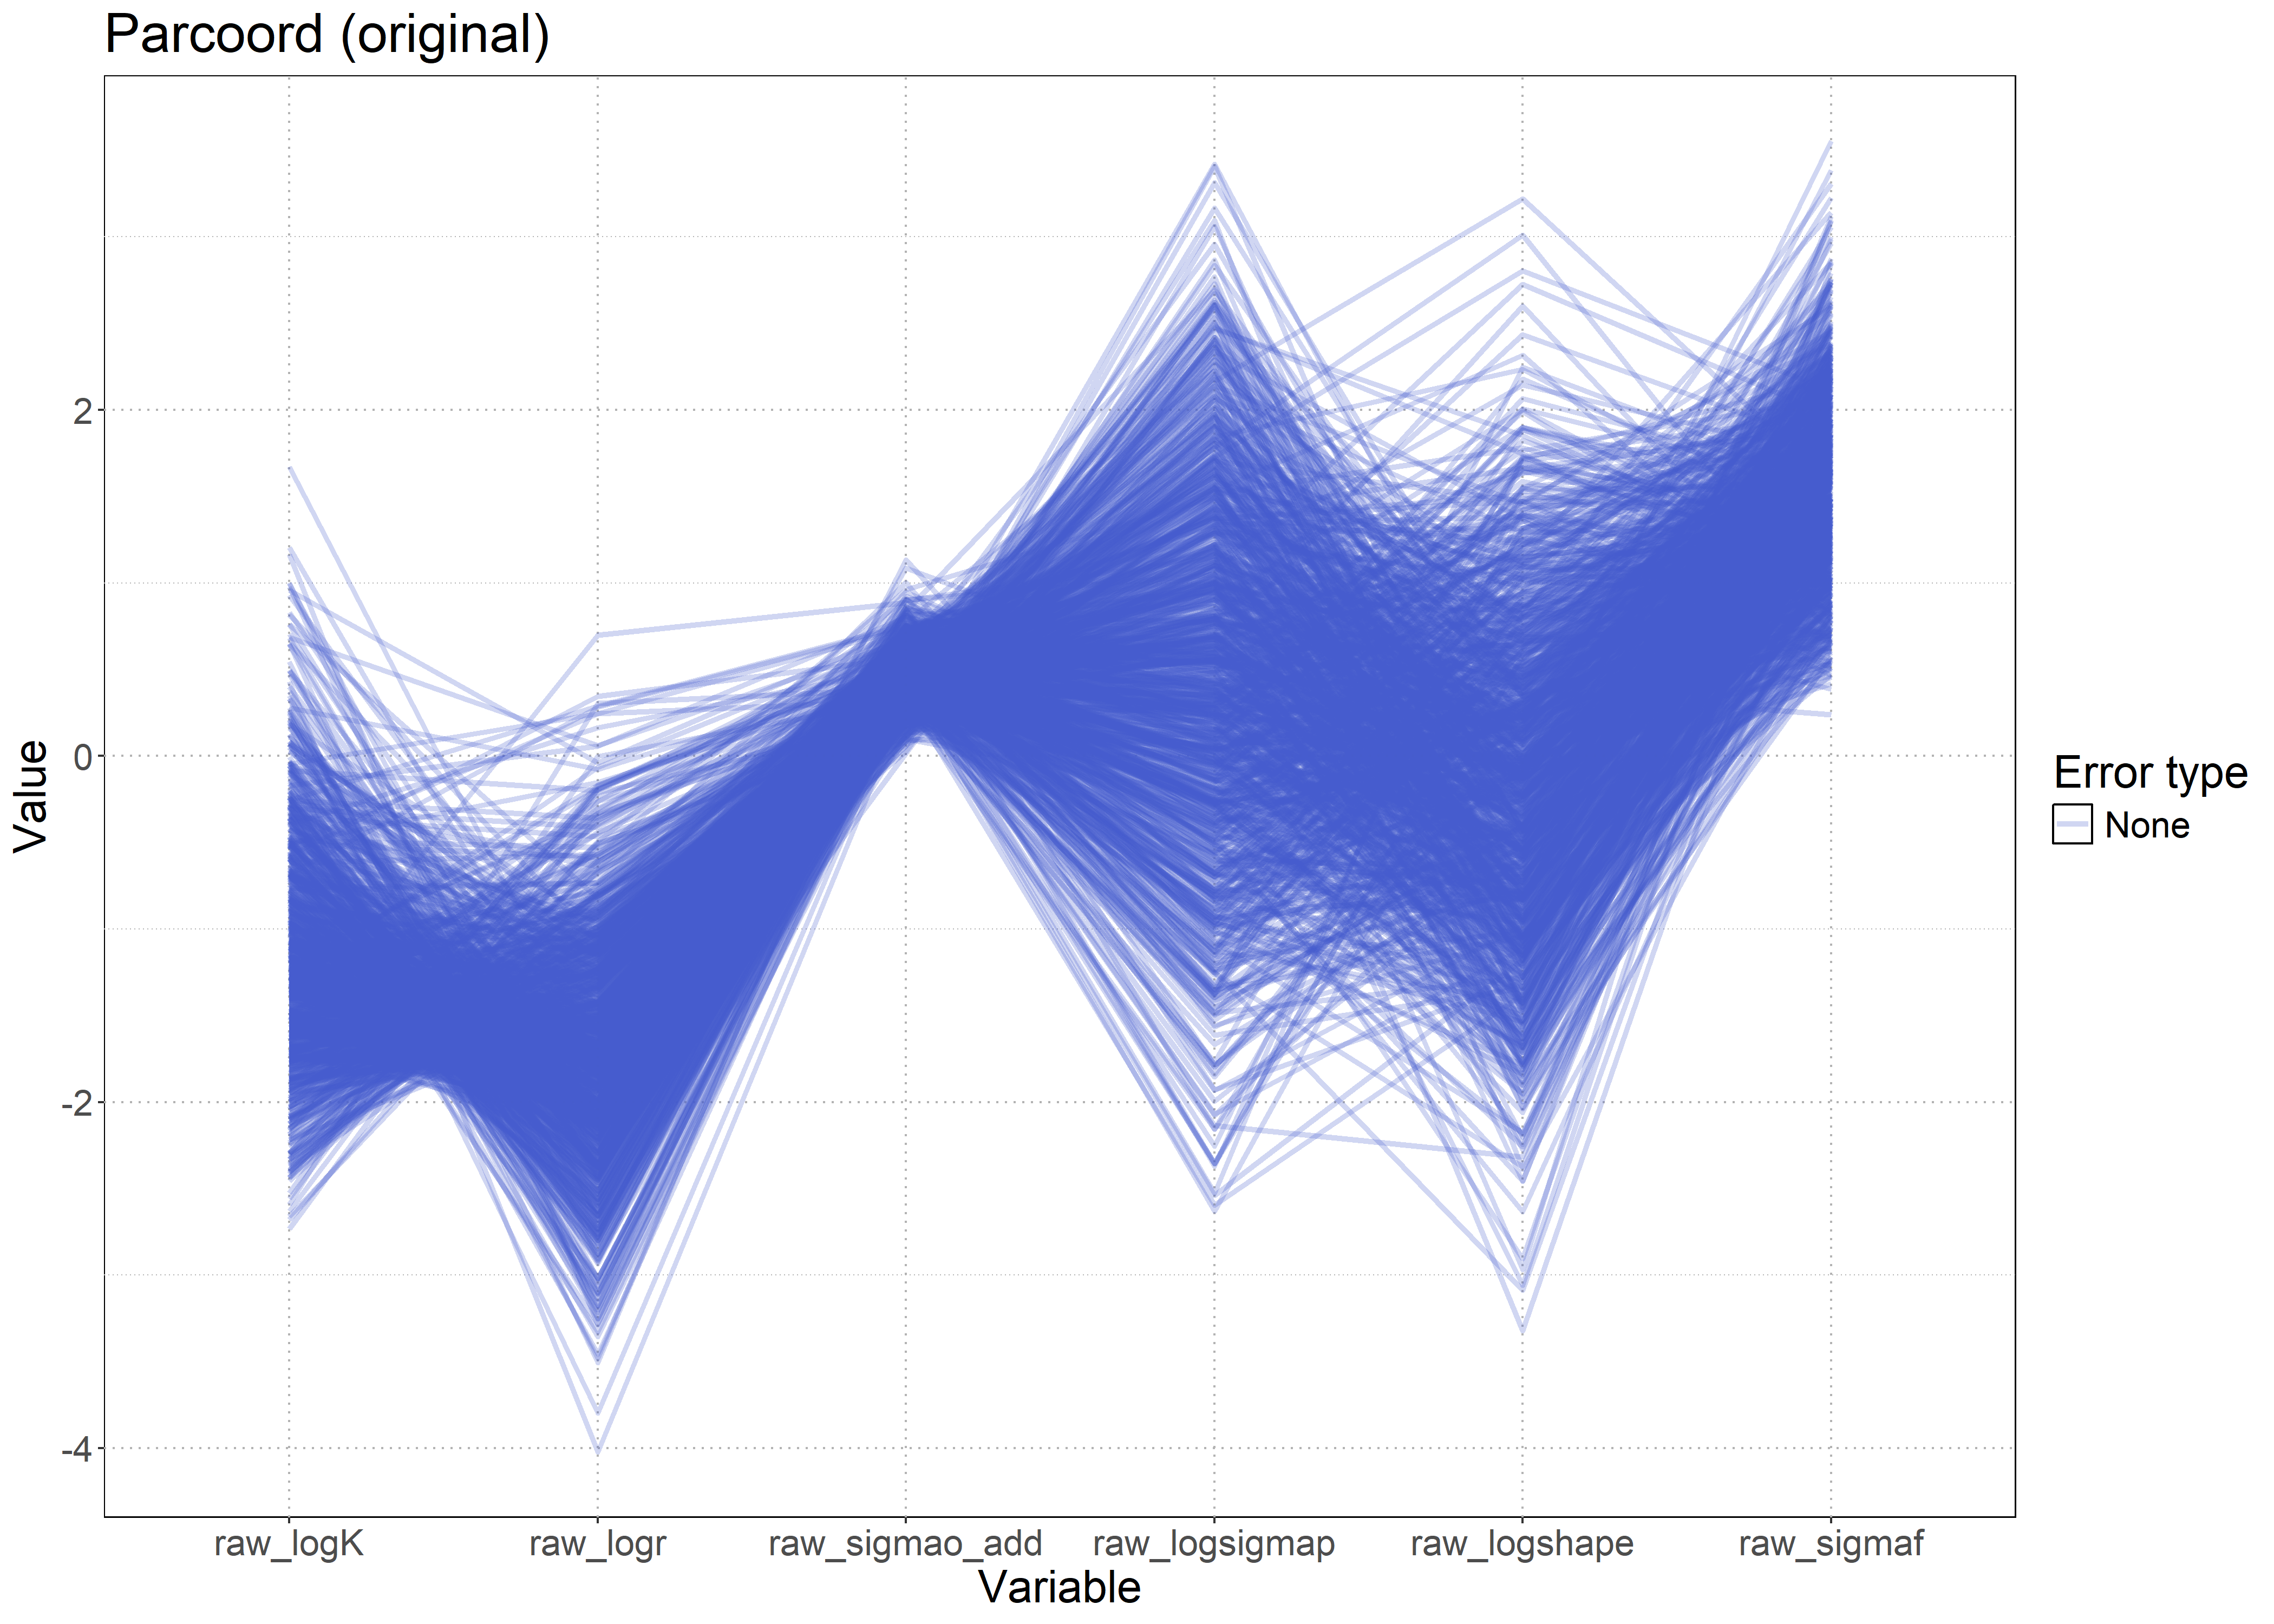 Parcoord (original)
Value
2
0
-2
-4
raw_logK
raw_logr
raw_sigmao_add
raw_logsigmap
raw_logshape
raw_sigmaf
Variable
Error type
None